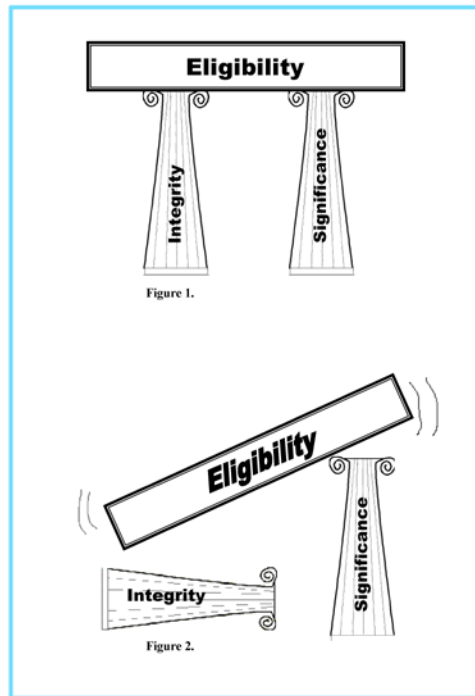 Eligibility
Integrity
Significance
Figure 1.
Eligibility
Integrity
Significance
Figure 2.